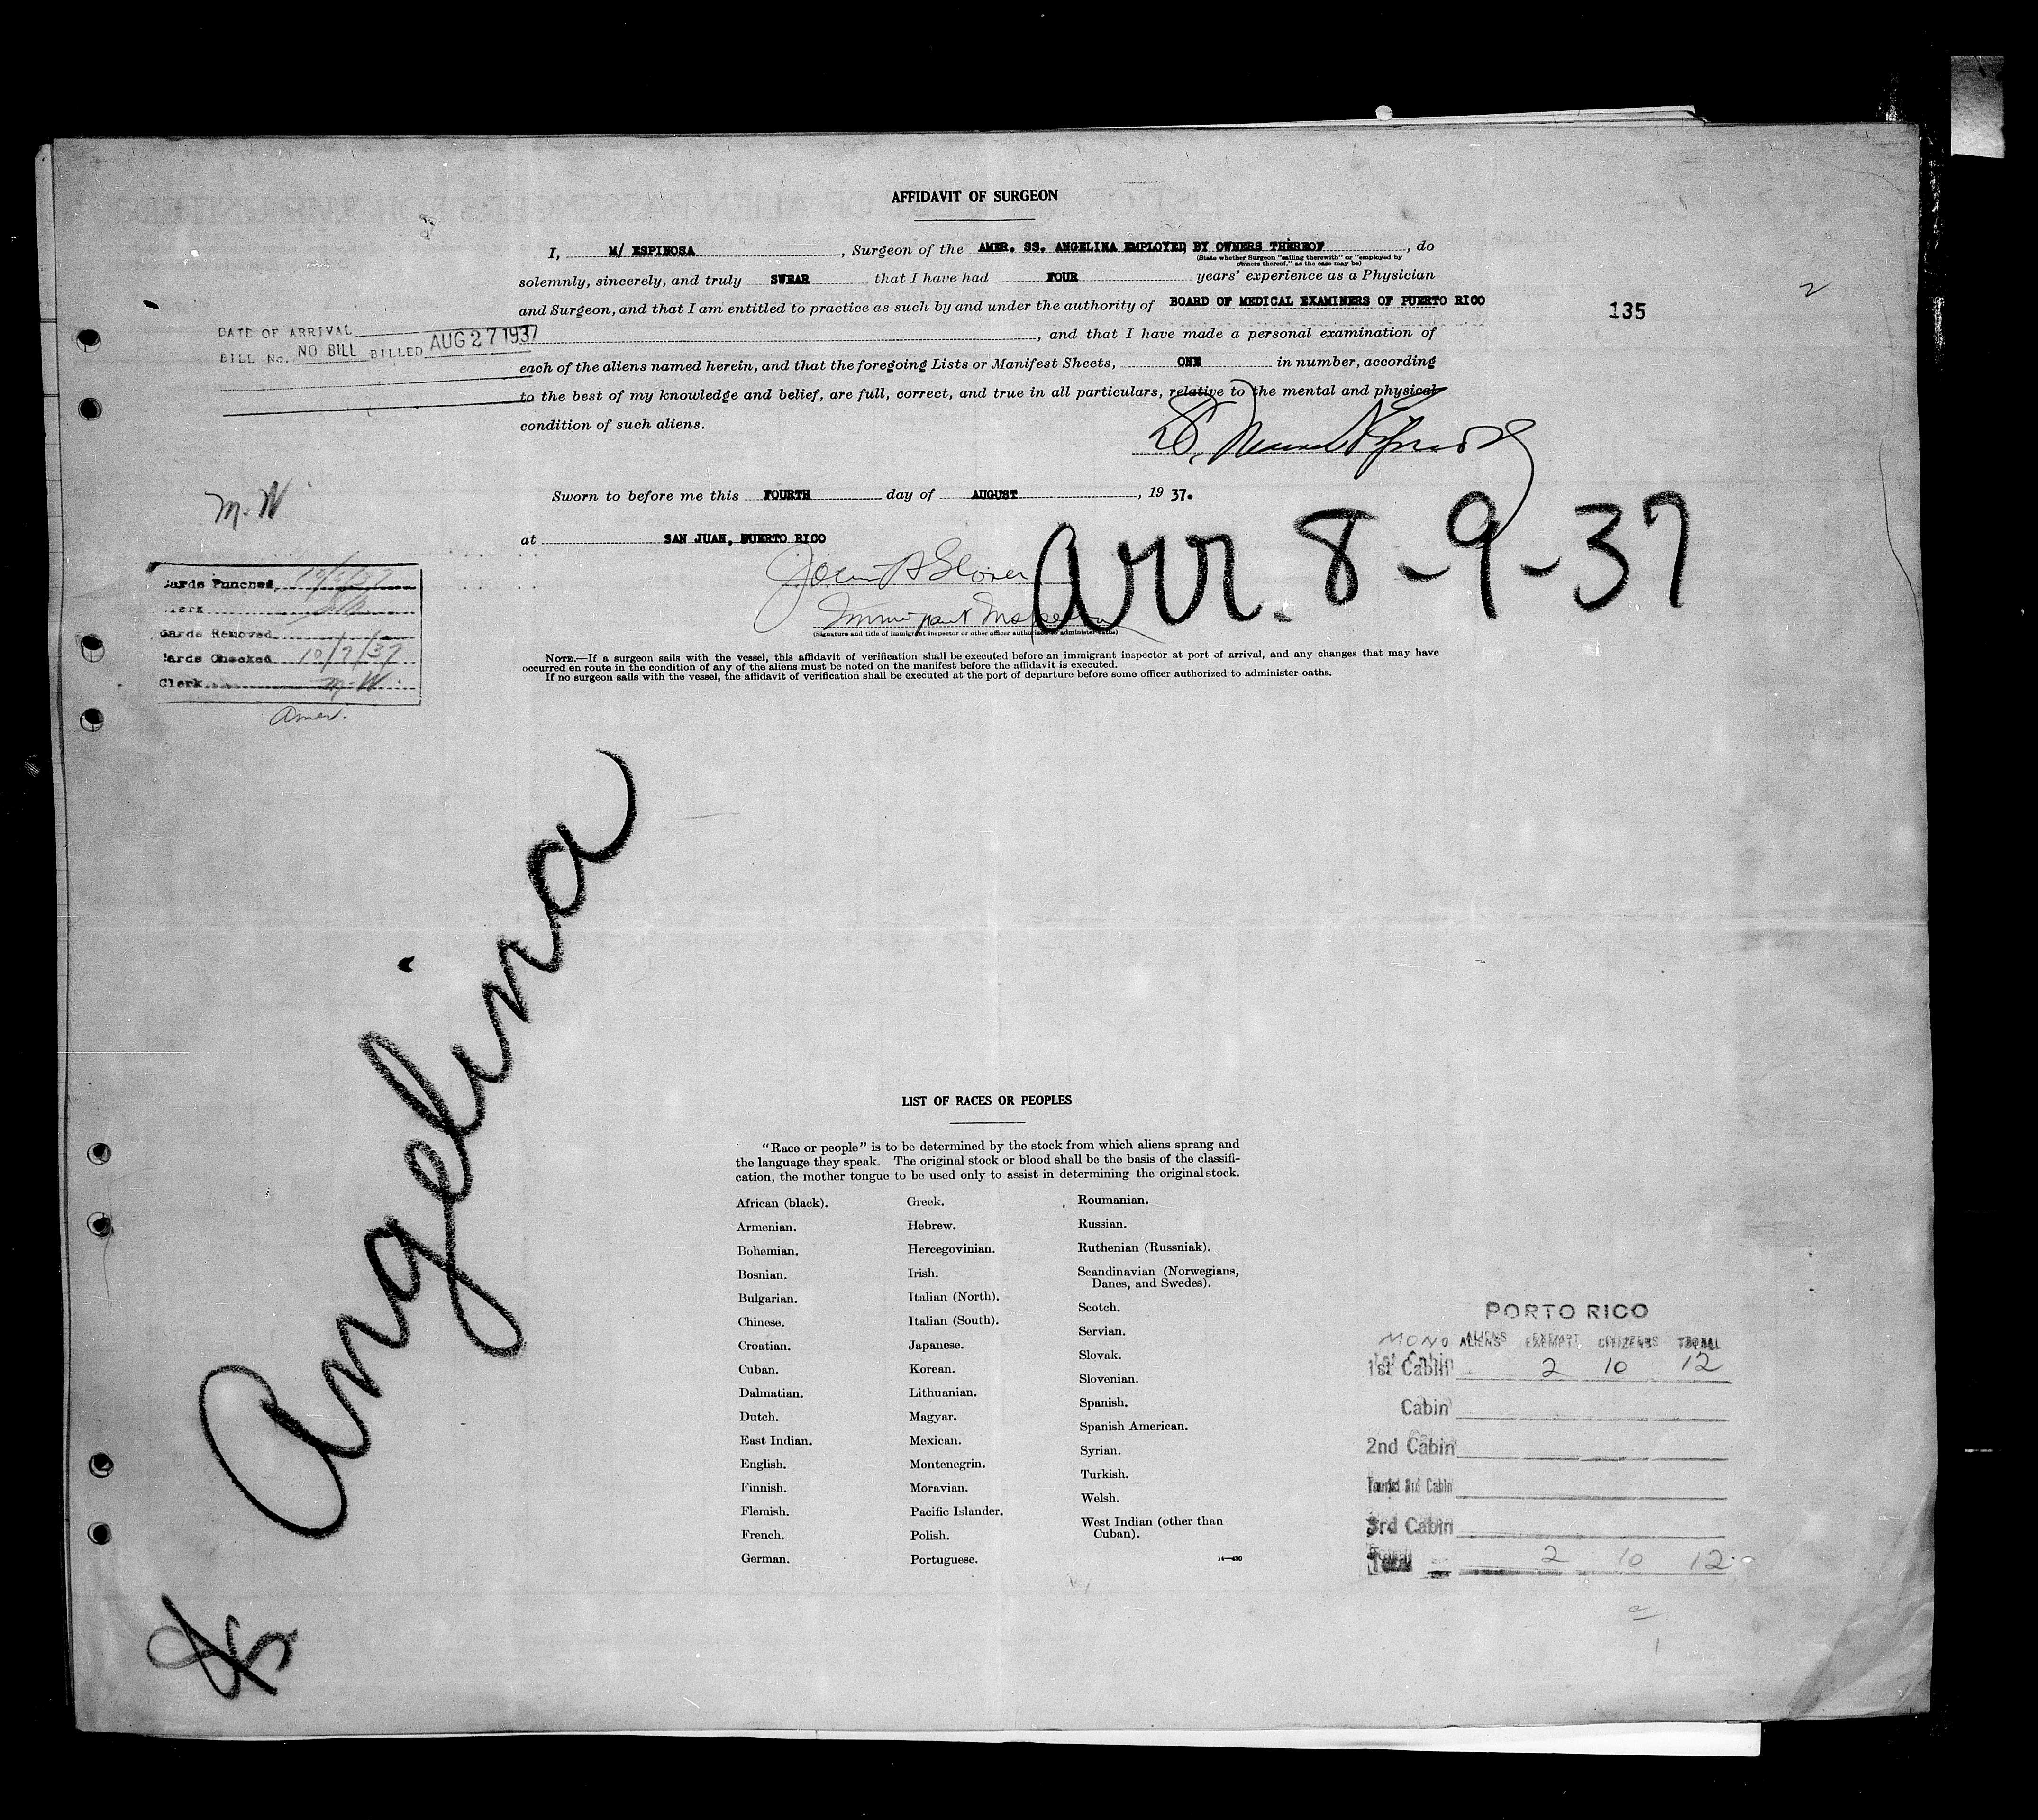 AFFIDAVIT OF SURGEON
I, M/ ESPINOSA, Surgeon of the AMER. SS. ANGELINA EMPLOYED BY OWNERS THEREOF, do
(State whether Surgeon "sailing therewith" or "employed by
owners thereof," as the case may be)
solemnly, sincerely, and truly SWEAR that I have had FOUR years' experience as a Physician
and Surgeon, and that I am entitled to practice as such by and under the authority of BOARD OF MEDICAL EXAMINERS OF PUERTO RICO
135
2
, and that I have made a personal examination of
DATE OF ARRIVAL
BILL No. NO BILL BILLED AUG 27 1937
each of the aliens named herein, and that the foregoing Lists or Manifest Sheets, ONE in number, according
to the best of my knowledge and belief, are full, correct, and true in all particulars, relative to the mental and physical
condition of such aliens.
M. W
Sworn to before me this FOURTH day of AUGUST, 1937.
at SAN JUAN, PUERTO RICO
arr. 8-9-37
John A Glover
Immigrant Inspector
(Signature and title of immigrant inspector or other officer authorized to administer oaths)
Cards Punched
Clerk
Cards Removed
Cards Checked 10/7/37
Clerk M. W.
Amer.
NOTE.—If a surgeon sails with the vessel, this affidavit of verification shall be executed before an immigrant inspector at port of arrival, and any changes that may have
occurred en route in the condition of any of the aliens must be noted on the manifest before the affidavit is executed.
If no surgeon sails with the vessel, the affidavit of verification shall be executed at the port of departure before some officer authorized to administer oaths.
Angelina
LIST OF RACES OR PEOPLES
"Race or people" is to be determined by the stock from which aliens sprang and
the language they speak. The original stock or blood shall be the basis of the classifi-
cation, the mother tongue to be used only to assist in determining the original stock.
African (black).
Armenian.
Bohemian.
Bosnian.
Bulgarian.
Chinese.
Croatian.
Cuban.
Dalmatian.
Dutch.
East Indian.
English.
Finnish.
Flemish.
French.
German.
Greek.
Hebrew.
Hercegovinian.
Irish.
Italian (North).
Italian (South).
Japanese.
Korean.
Lithuanian.
Magyar.
Mexican.
Montenegrin.
Moravian.
Pacific Islander.
Polish.
Portuguese.
Roumanian.
Russian.
Ruthenian (Russniak).
Scandinavian (Norwegians,
Danes, and Swedes).
Scotch.
Servian.
Slovak.
Slovenian.
Spanish.
Spanish American.
Syrian.
Turkish.
Welsh.
West Indian (other than
Cuban).
14—430
PORTO RICO
MONO ALIENS EXEMPT CITIZENS TOTAL
1st Cabin 2 10 12
Cabin
2nd Cabin
Tourist 3rd Cabin
3rd Cabin
Total 2 10 12